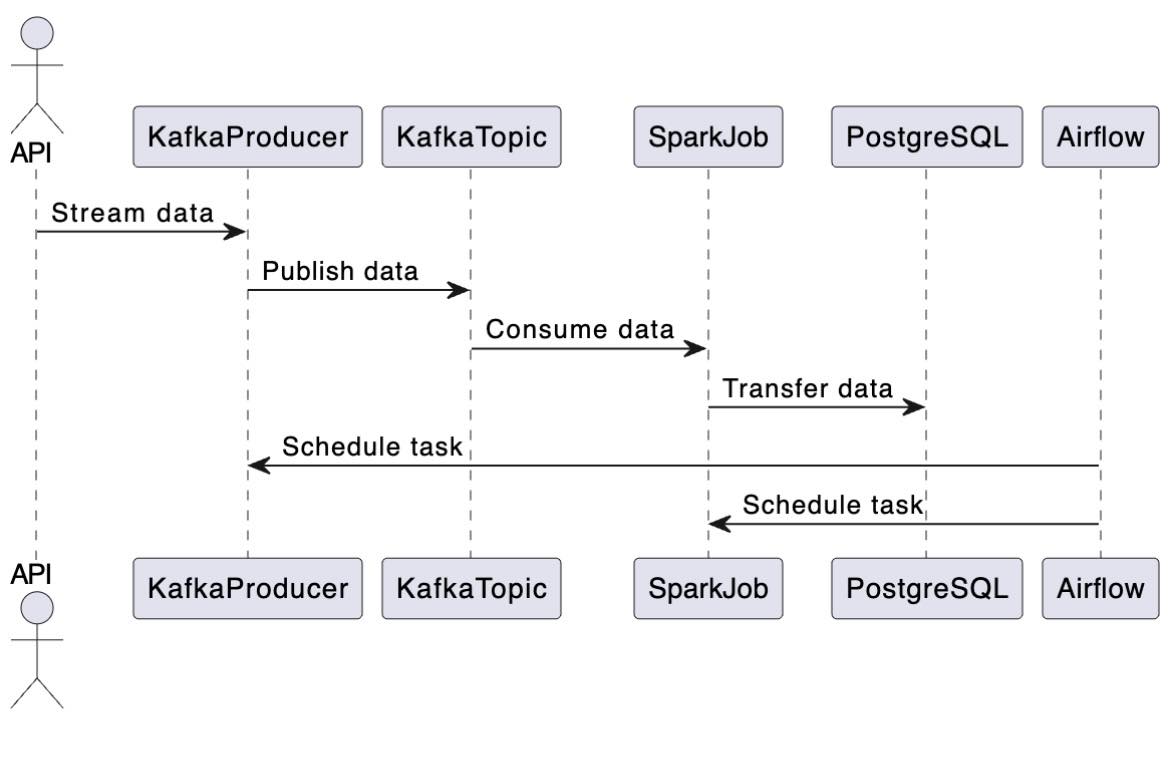 API
KafkaProducer
KafkaTopic
SparkJob
PostgreSQL
Airflow
Stream data
Publish data
Consume data
Transfer data
Schedule task
Schedule task
API
KafkaProducer
KafkaTopic
SparkJob
PostgreSQL
Airflow